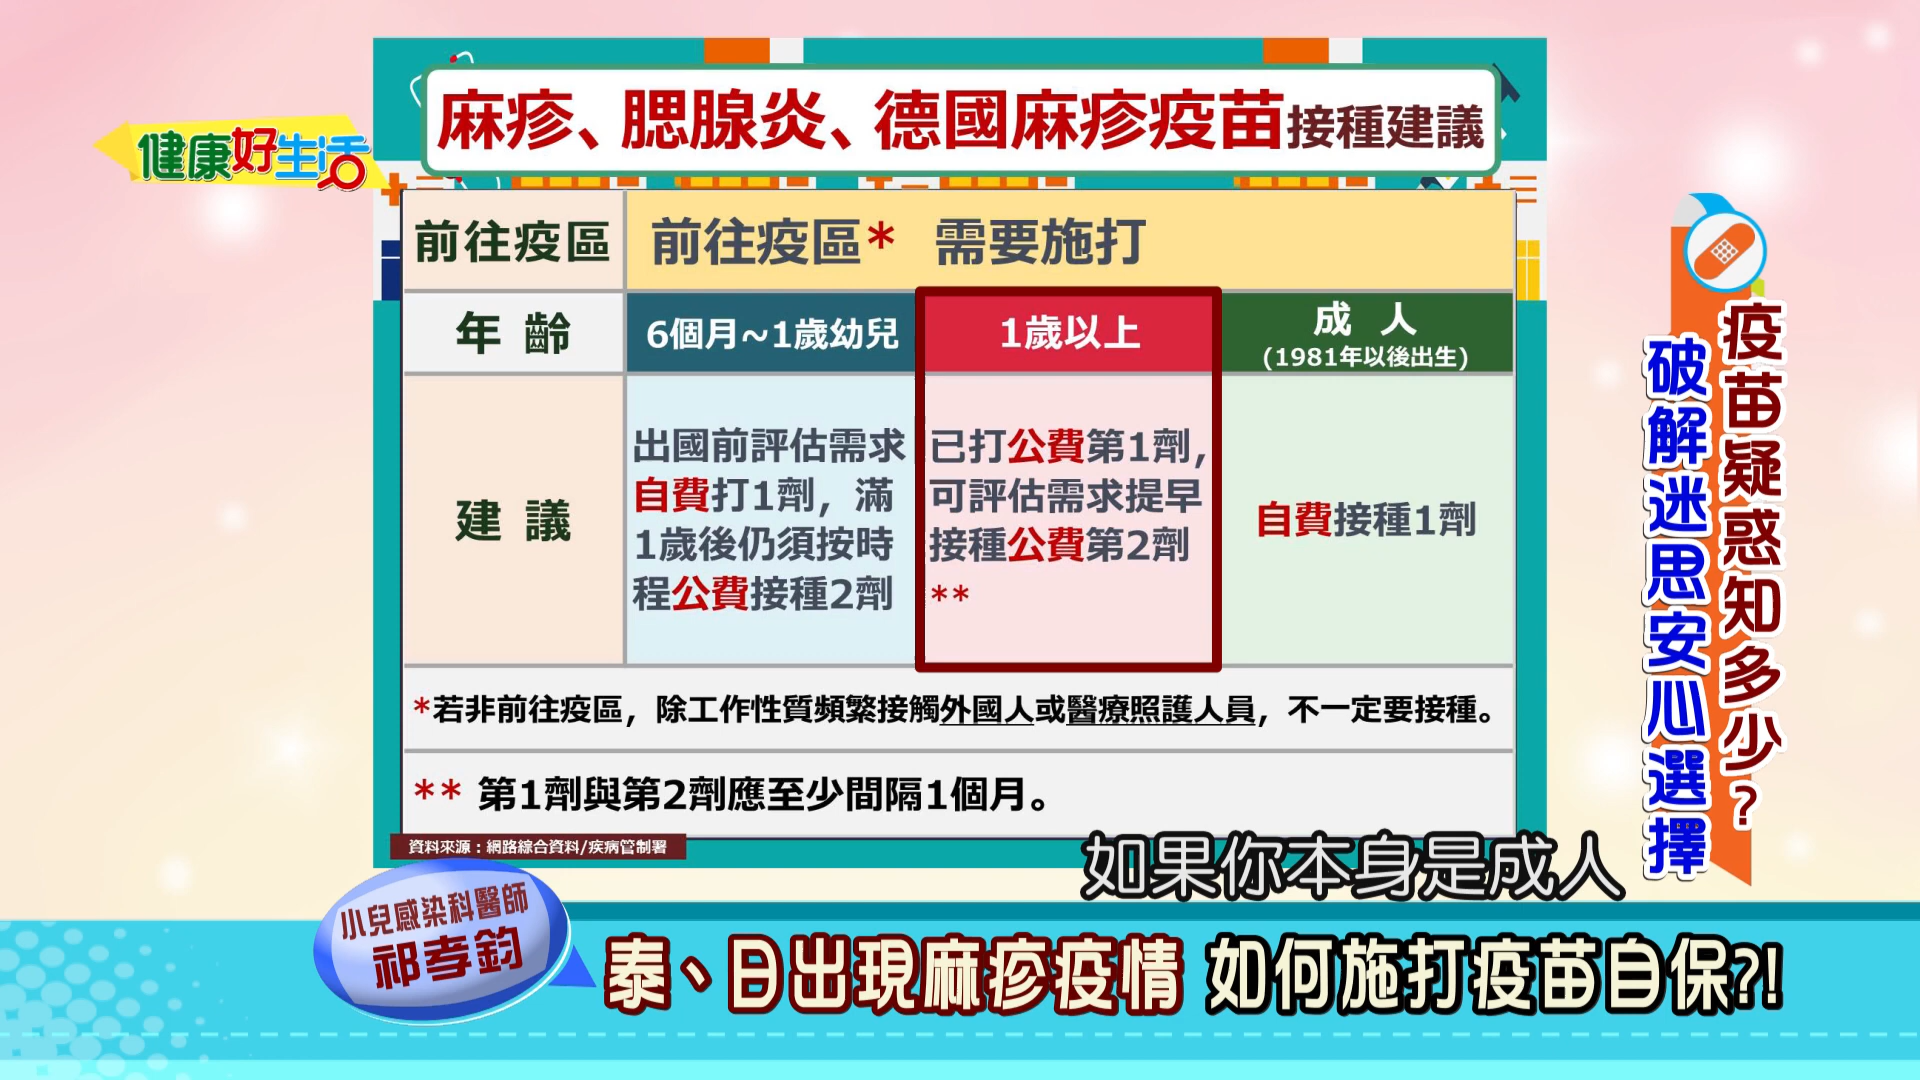 麻疹、腮腺炎、德國麻疹疫苗接種建議
健康好生活
前往疫區
前往疫區* 需要施打
年 齡
6個月~1歲幼兒
1歲以上
成 人
(1981年以後出生)
建 議
出國前評估需求
自費打1劑，滿
1歲後仍須按時
程公費接種2劑
已打公費第1劑，
可評估需求提早
接種公費第2劑
**
自費接種1劑
*若非前往疫區，除工作性質頻繁接觸外國人或醫療照護人員，不一定要接種。
** 第1劑與第2劑應至少間隔1個月。
資料來源：網路綜合資料/疾病管制署
疫苗疑惑知多少?
破解迷思安心選擇
如果你本身是成人
小兒感染科醫師
祁孝鈞
泰、日出現麻疹疫情 如何施打疫苗自保?!